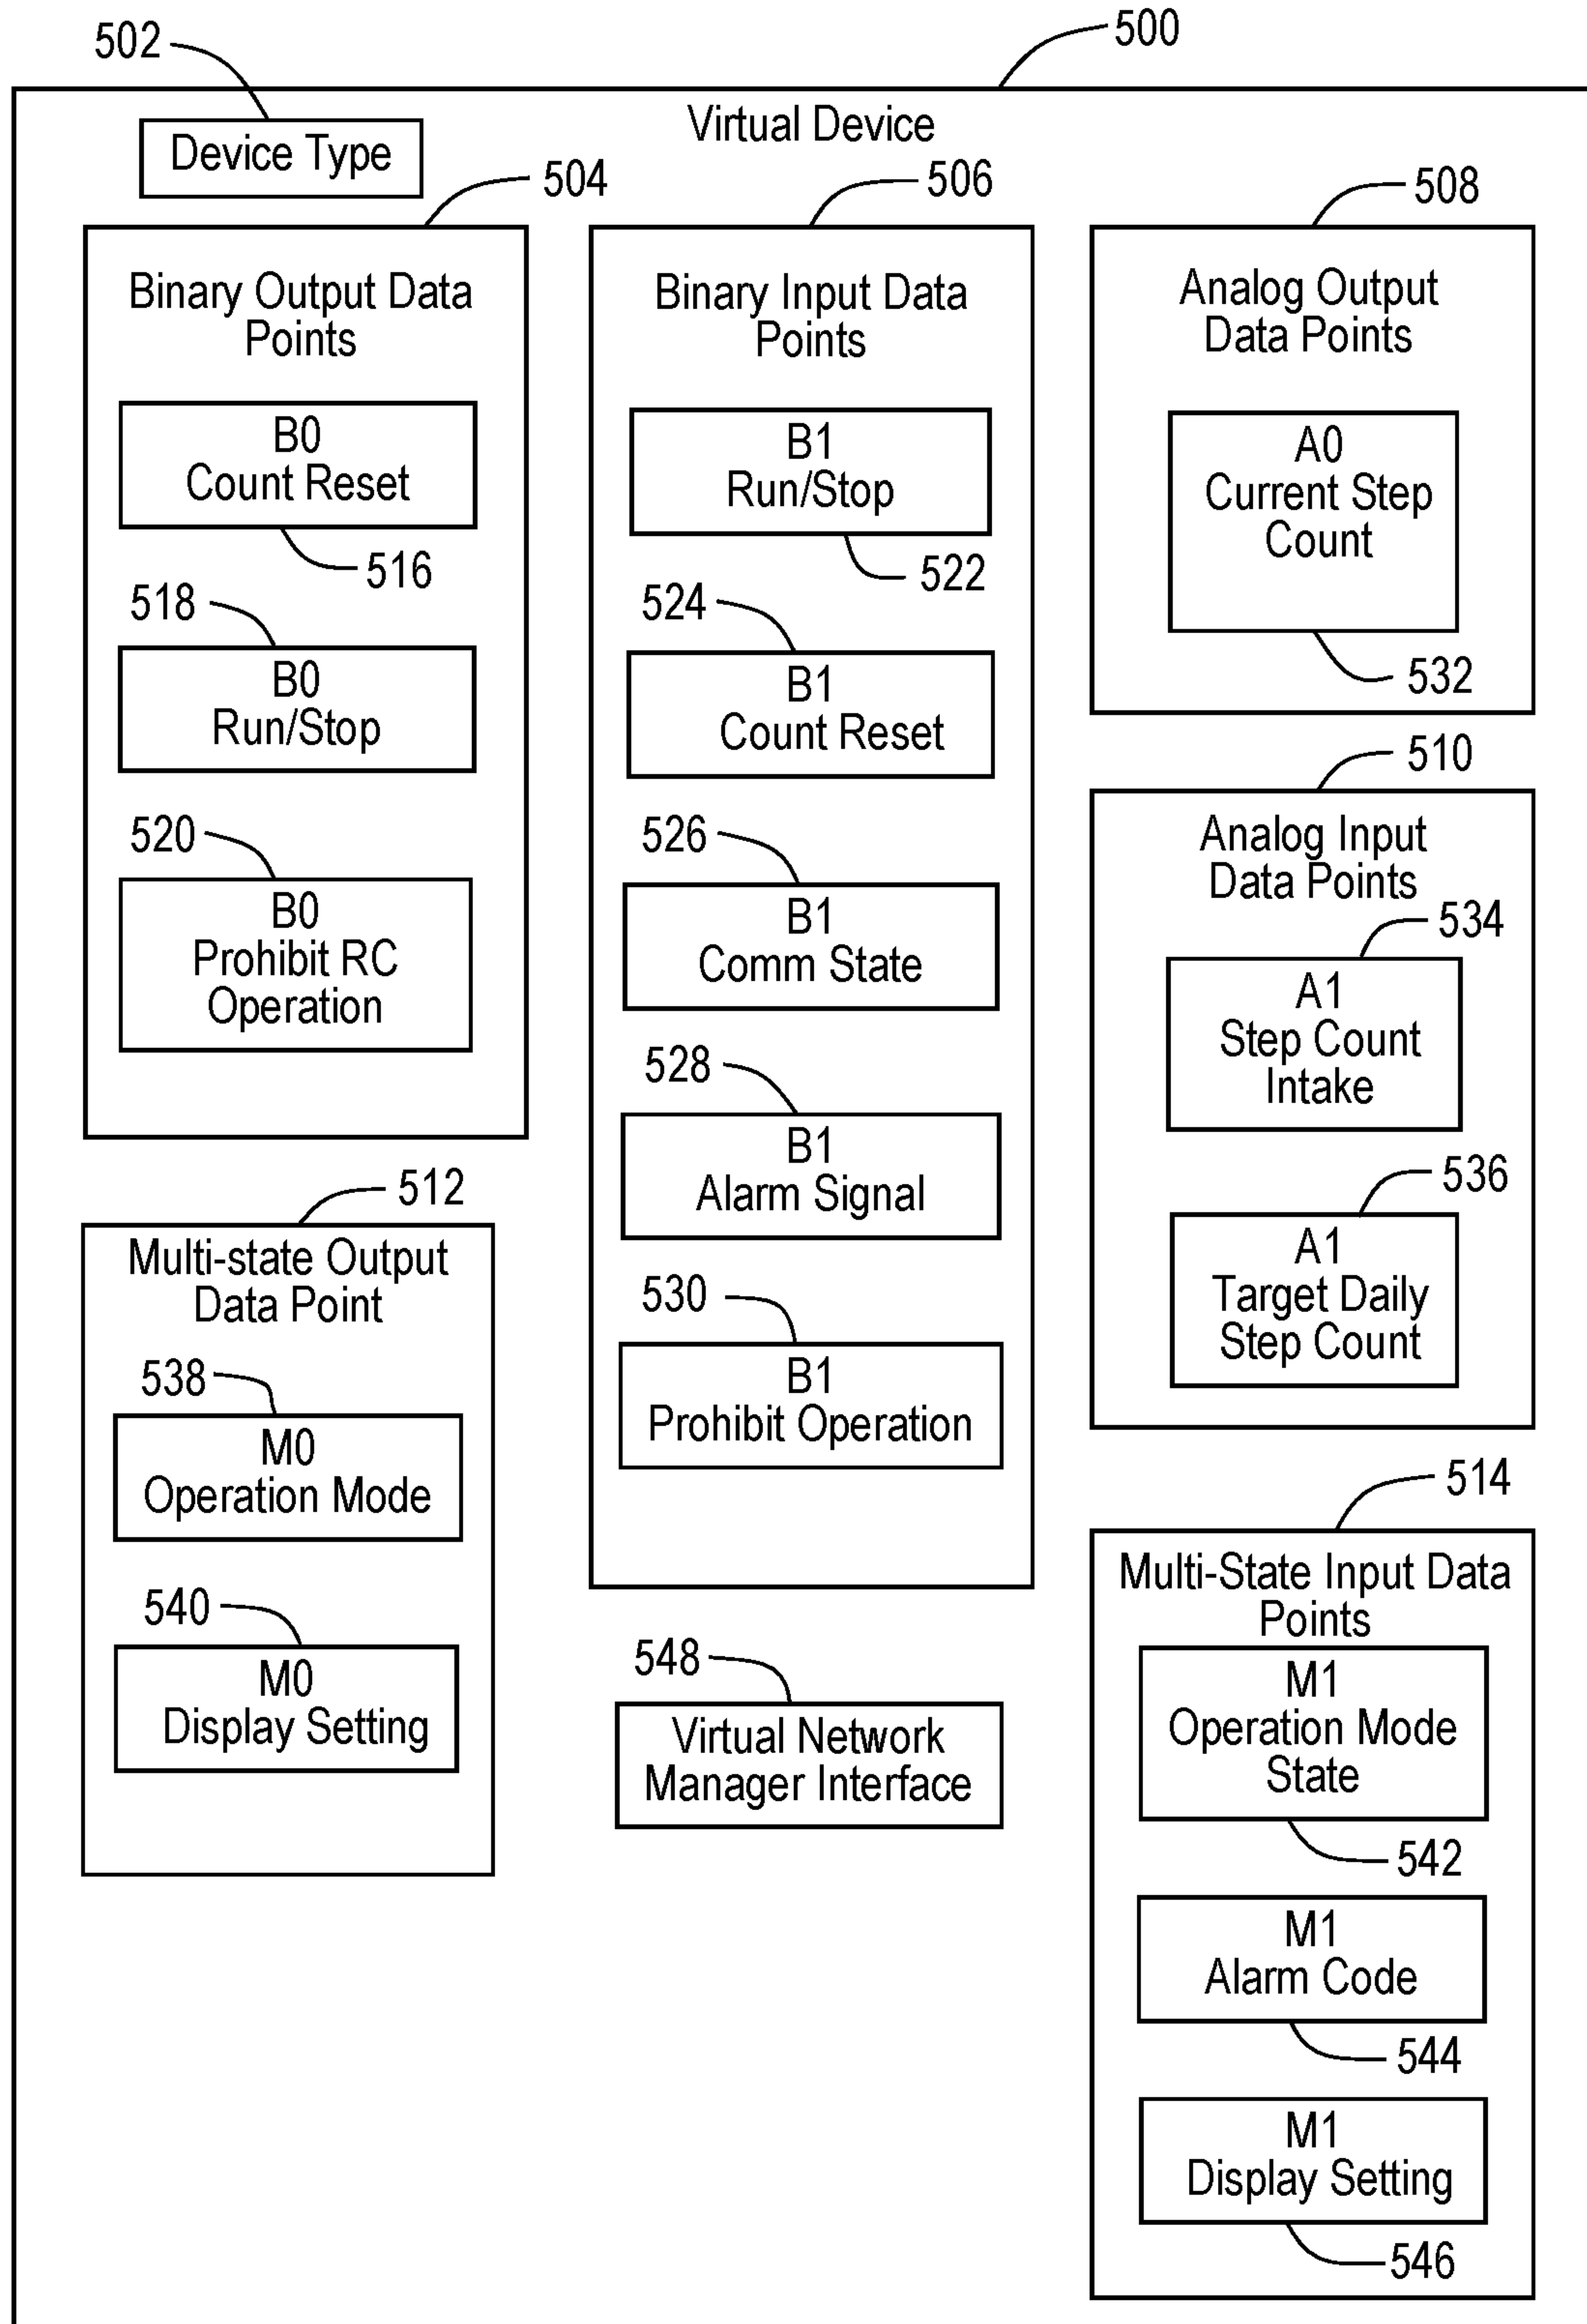 502
500
Virtual Device
Device Type
504
506
508
Binary Output Data
Points
B0
Count Reset
516
518
B0
Run/Stop
520
B0
Prohibit RC
Operation
Binary Input Data
Points
B1
Run/Stop
522
524
B1
Count Reset
526
B1
Comm State
528
B1
Alarm Signal
530
B1
Prohibit Operation
Analog Output
Data Points
A0
Current Step
Count
532
510
Analog Input
Data Points
534
A1
Step Count
Intake
536
A1
Target Daily
Step Count
512
Multi-state Output
Data Point
538
M0
Operation Mode
540
M0
Display Setting
548
Virtual Network
Manager Interface
514
Multi-State Input Data
Points
M1
Operation Mode
State
542
M1
Alarm Code
544
M1
Display Setting
546